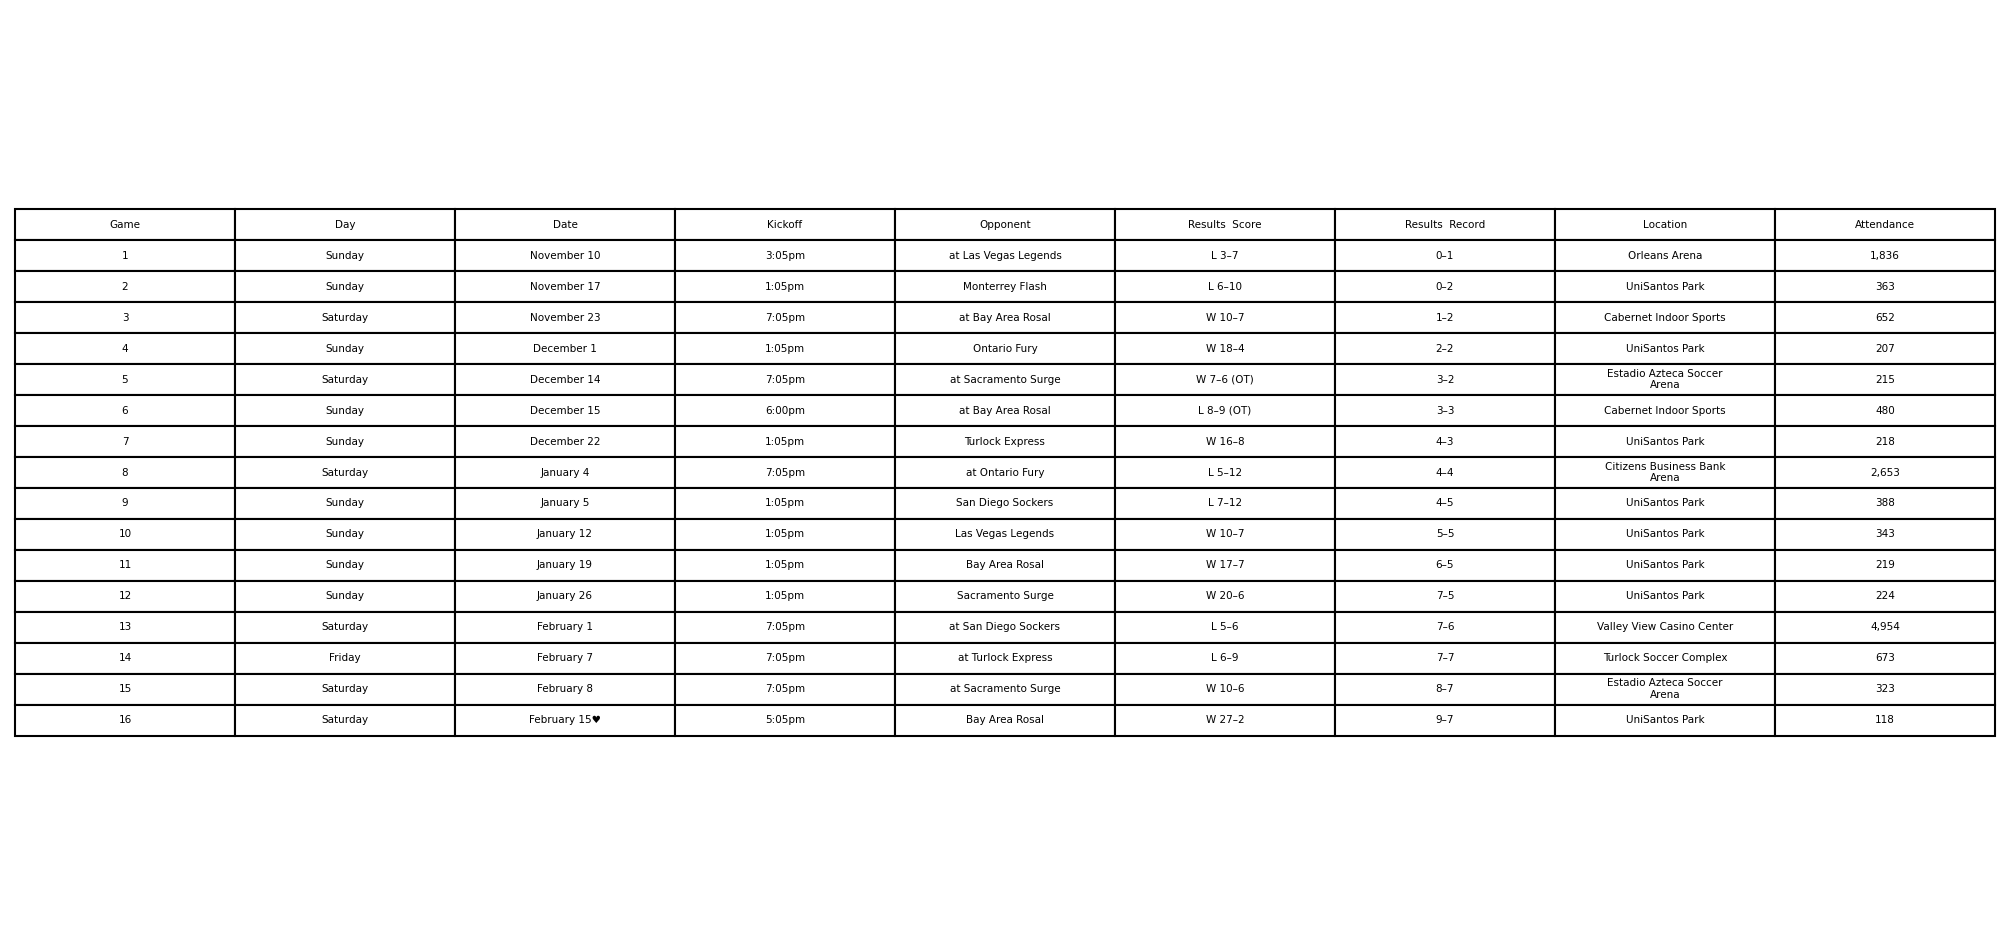 Game Day Date Kickoff Opponent Results  Score Results  Record Location Attendance
1 Sunday November 10 3:05pm at Las Vegas Legends L 3–7 0–1 Orleans Arena 1,836
2 Sunday November 17 1:05pm Monterrey Flash L 6–10 0–2 UniSantos Park 363
3 Saturday November 23 7:05pm at Bay Area Rosal W 10–7 1–2 Cabernet Indoor Sports 652
4 Sunday December 1 1:05pm Ontario Fury W 18–4 2–2 UniSantos Park 207
5 Saturday December 14 7:05pm at Sacramento Surge W 7–6 (OT) 3–2 Estadio Azteca Soccer
Arena 215
6 Sunday December 15 6:00pm at Bay Area Rosal L 8–9 (OT) 3–3 Cabernet Indoor Sports 480
7 Sunday December 22 1:05pm Turlock Express W 16–8 4–3 UniSantos Park 218
8 Saturday January 4 7:05pm at Ontario Fury L 5–12 4–4 Citizens Business Bank
Arena 2,653
9 Sunday January 5 1:05pm San Diego Sockers L 7–12 4–5 UniSantos Park 388
10 Sunday January 12 1:05pm Las Vegas Legends W 10–7 5–5 UniSantos Park 343
11 Sunday January 19 1:05pm Bay Area Rosal W 17–7 6–5 UniSantos Park 219
12 Sunday January 26 1:05pm Sacramento Surge W 20–6 7–5 UniSantos Park 224
13 Saturday February 1 7:05pm at San Diego Sockers L 5–6 7–6 Valley View Casino Center 4,954
14 Friday February 7 7:05pm at Turlock Express L 6–9 7–7 Turlock Soccer Complex 673
15 Saturday February 8 7:05pm at Sacramento Surge W 10–6 8–7 Estadio Azteca Soccer
Arena 323
16 Saturday February 15♥ 5:05pm Bay Area Rosal W 27–2 9–7 UniSantos Park 118